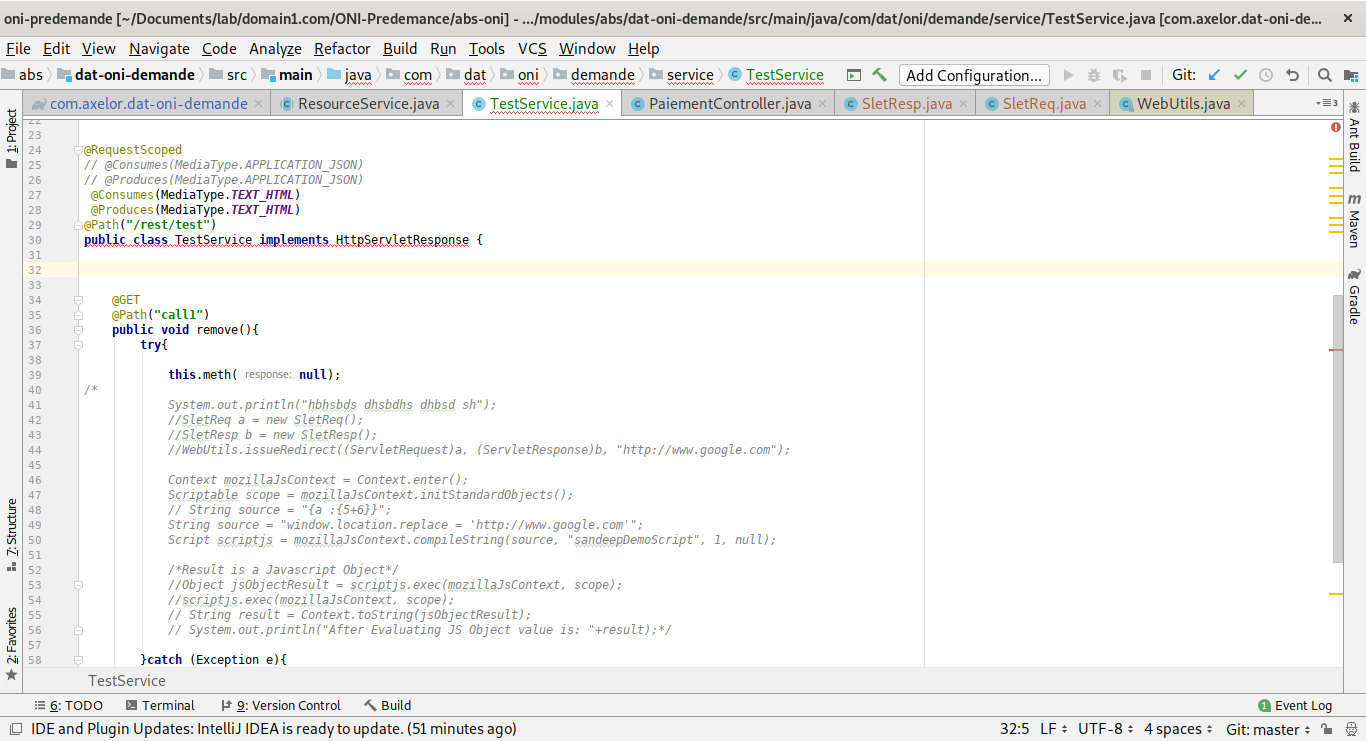 oni-predemande [~/Documents/lab/domain1.com/ONI-Predemance/abs-oni] - .../modules/abs/dat-oni-demande/src/main/java/com/dat/oni/demande/service/TestService.java [com.axelor.dat-oni-de...
File Edit View Navigate Code Analyze Refactor Build Run Tools VCS Window Help
abs dat-oni-demande src main java com dat oni demande service TestService Add Configuration... Git:
com.axelor.dat-oni-demande ResourceService.java TestService.java PaiementController.java SletResp.java SletReq.java WebUtils.java 3
1: Project
7: Structure
2: Favorites
Ant Build
Maven
Gradle
22
23
24 @RequestScoped
25 // @Consumes(MediaType.APPLICATION_JSON)
26 // @Produces(MediaType.APPLICATION_JSON)
27 @Consumes(MediaType.TEXT_HTML)
28 @Produces(MediaType.TEXT_HTML)
29 @Path("/rest/test")
30 public class TestService implements HttpServletResponse {
31
32
33
34 @GET
35 @Path("call1")
36 public void remove(){
37 try{
38
39 this.meth( response: null);
40 /*
41 System.out.println("hbhsbds dhsbdhs dhbsd sh");
42 //SletReq a = new SletReq();
43 //SletResp b = new SletResp();
44 //WebUtils.issueRedirect((ServletRequest)a, (ServletResponse)b, "http://www.google.com");
45
46 Context mozillaJsContext = Context.enter();
47 Scriptable scope = mozillaJsContext.initStandardObjects();
48 // String source = "{a :{5+6}}";
49 String source = "window.location.replace = 'http://www.google.com'";
50 Script scriptjs = mozillaJsContext.compileString(source, "sandeepDemoScript", 1, null);
51
52 /*Result is a Javascript Object*/
53 //Object jsObjectResult = scriptjs.exec(mozillaJsContext, scope);
54 //scriptjs.exec(mozillaJsContext, scope);
55 // String result = Context.toString(jsObjectResult);
56 // System.out.println("After Evaluating JS Object value is: "+result);*/
57
58 }catch (Exception e){
TestService
6: TODO Terminal 9: Version Control Build 1 Event Log
IDE and Plugin Updates: IntelliJ IDEA is ready to update. (51 minutes ago) 32:5 LF UTF-8 4 spaces Git: master